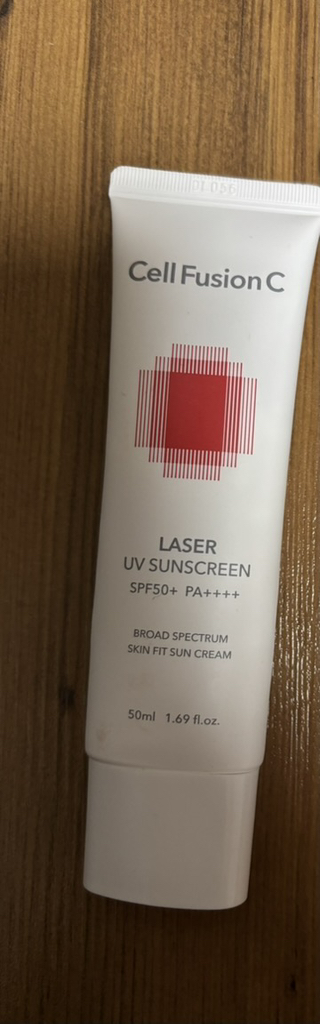 Cell Fusion C
LASER
UV SUNSCREEN
SPF50+ PA++++
BROAD SPECTRUM
SKIN FIT SUN CREAM
50ml 1.69 fl.oz.